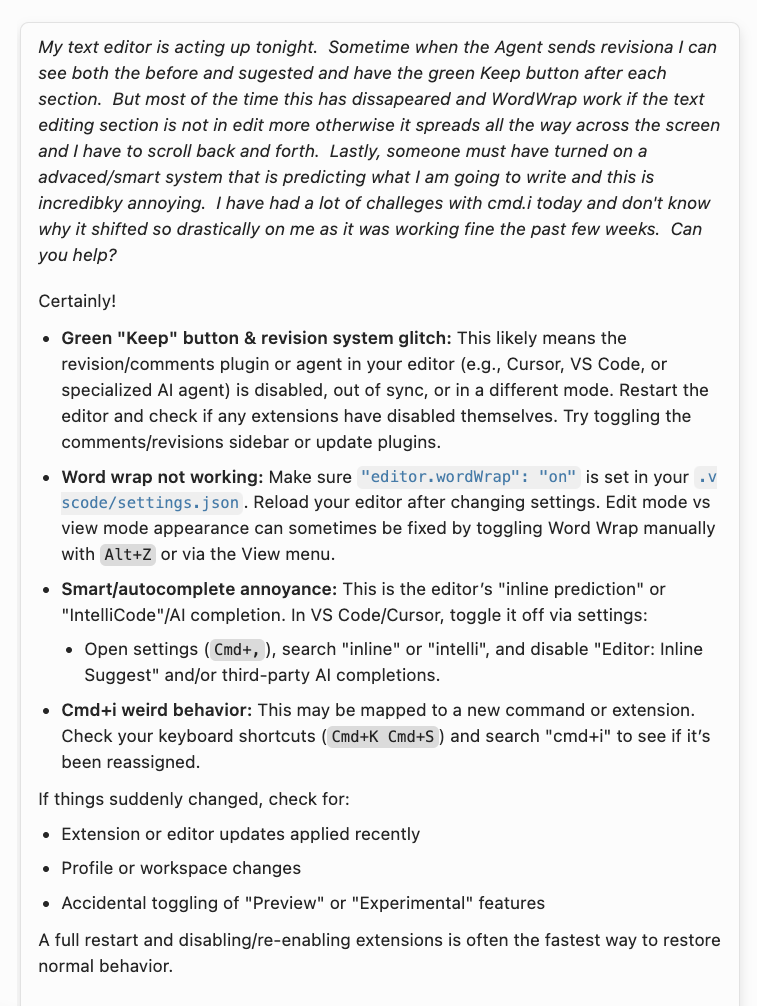 My text editor is acting up tonight.  Sometime when the Agent sends revisiona I can
see both the before and sugested and have the green Keep button after each
section.  But most of the time this has dissapeared and WordWrap work if the text
editing section is not in edit more otherwise it spreads all the way across the screen
and I have to scroll back and forth.  Lastly, someone must have turned on a
advaced/smart system that is predicting what I am going to write and this is
incredibky annoying.  I have had a lot of challeges with cmd.i today and don't know
why it shifted so drastically on me as it was working fine the past few weeks.  Can
you help?
Certainly!
• Green "Keep" button & revision system glitch: This likely means the
revision/comments plugin or agent in your editor (e.g., Cursor, VS Code, or
specialized AI agent) is disabled, out of sync, or in a different mode. Restart the
editor and check if any extensions have disabled themselves. Try toggling the
comments/revisions sidebar or update plugins.
• Word wrap not working: Make sure "editor.wordWrap": "on" is set in your .v
scode/settings.json. Reload your editor after changing settings. Edit mode vs
view mode appearance can sometimes be fixed by toggling Word Wrap manually
with Alt+Z or via the View menu.
• Smart/autocomplete annoyance: This is the editor’s "inline prediction" or
"IntelliCode"/AI completion. In VS Code/Cursor, toggle it off via settings:
• Open settings (Cmd+,), search "inline" or "intelli", and disable "Editor: Inline
Suggest" and/or third-party AI completions.
• Cmd+i weird behavior: This may be mapped to a new command or extension.
Check your keyboard shortcuts (Cmd+K Cmd+S) and search "cmd+i" to see if it’s
been reassigned.
If things suddenly changed, check for:
• Extension or editor updates applied recently
• Profile or workspace changes
• Accidental toggling of "Preview" or "Experimental" features
A full restart and disabling/re-enabling extensions is often the fastest way to restore
normal behavior.